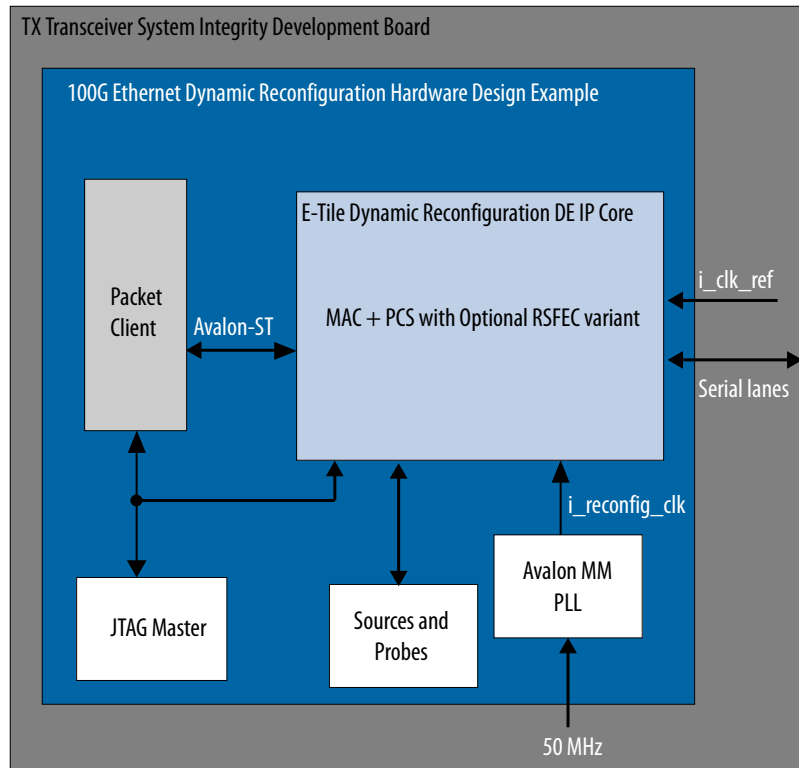 TX Transceiver System Integrity Development Board
100G Ethernet Dynamic Reconfiguration Hardware Design Example
E-Tile Dynamic Reconfiguration DE IP Core
i_clk_ref
Packet
Client
MAC + PCS with Optional RSFEC variant
Avalon-ST
Serial lanes
i_reconfig_clk
Avalon MM
PLL
JTAG Master
Sources and
Probes
50 MHz